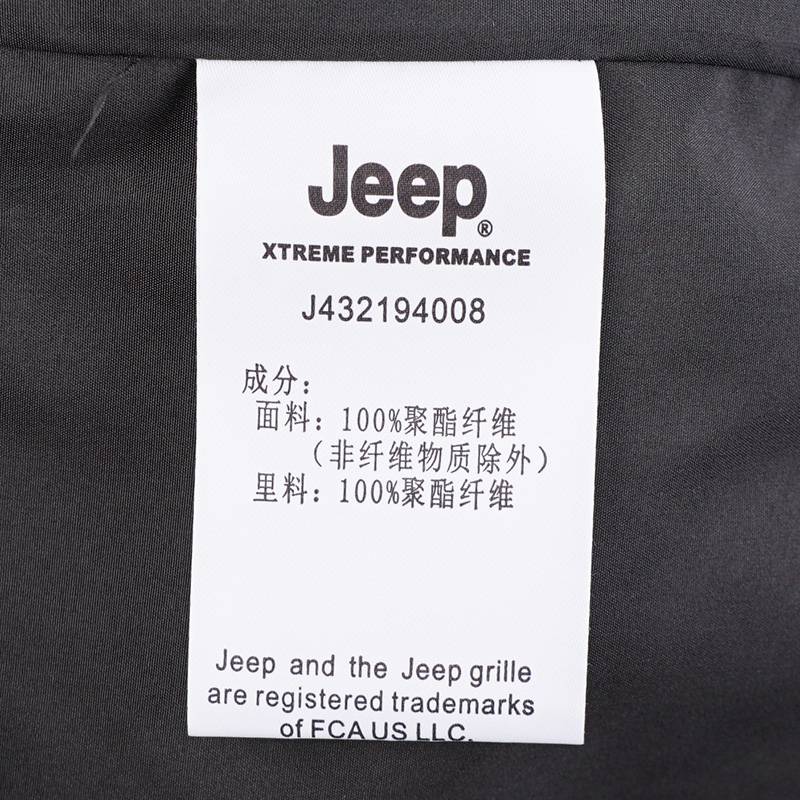 Jeep®
XTREME PERFORMANCE
J432194008
成分：
面料：100%聚酯纤维
（非纤维物质除外）
里料：100%聚酯纤维
Jeep and the Jeep grille
are registered trademarks
of FCA US LLC.